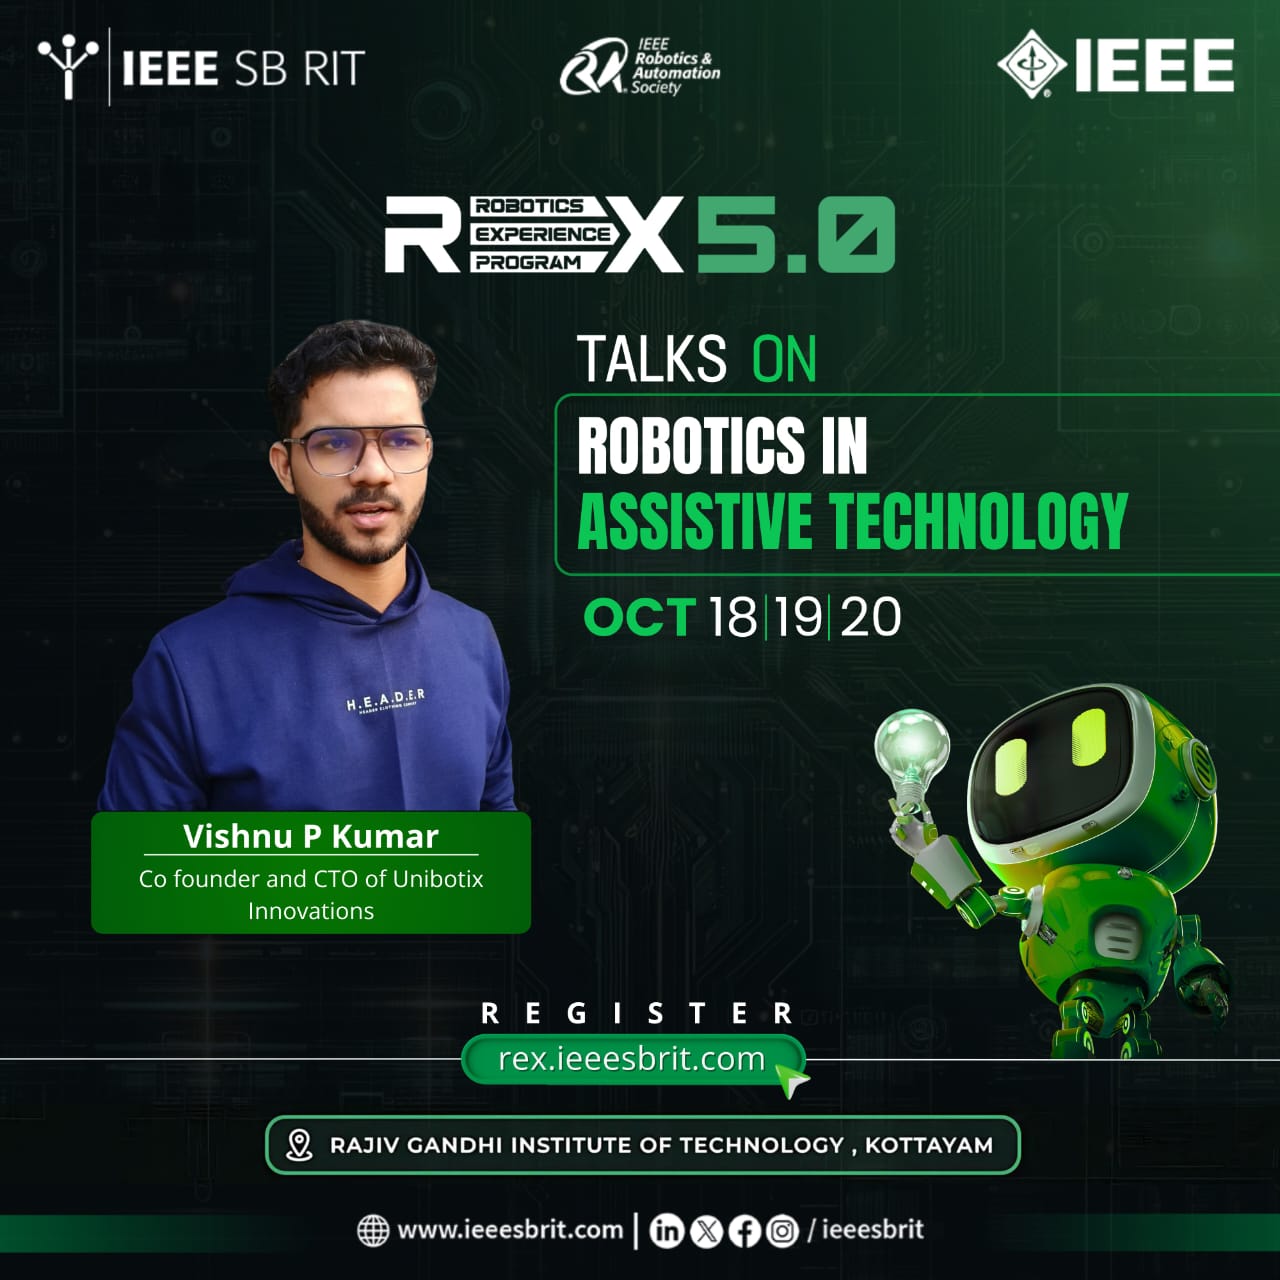 IEEE SB RIT
IEEE
Robotics &
Automation
Society
IEEE
REX 5.0
ROBOTICS
EXPERIENCE
PROGRAM
TALKS ON
ROBOTICS IN
ASSISTIVE TECHNOLOGY
OCT 18|19|20
H.E.A.D.E.R
Vishnu P Kumar
Co founder and CTO of Unibotix
Innovations
REGISTER
rex.ieeesbrit.com
RAJIV GANDHI INSTITUTE OF TECHNOLOGY , KOTTAYAM
www.ieeesbrit.com | in X f / ieeesbrit